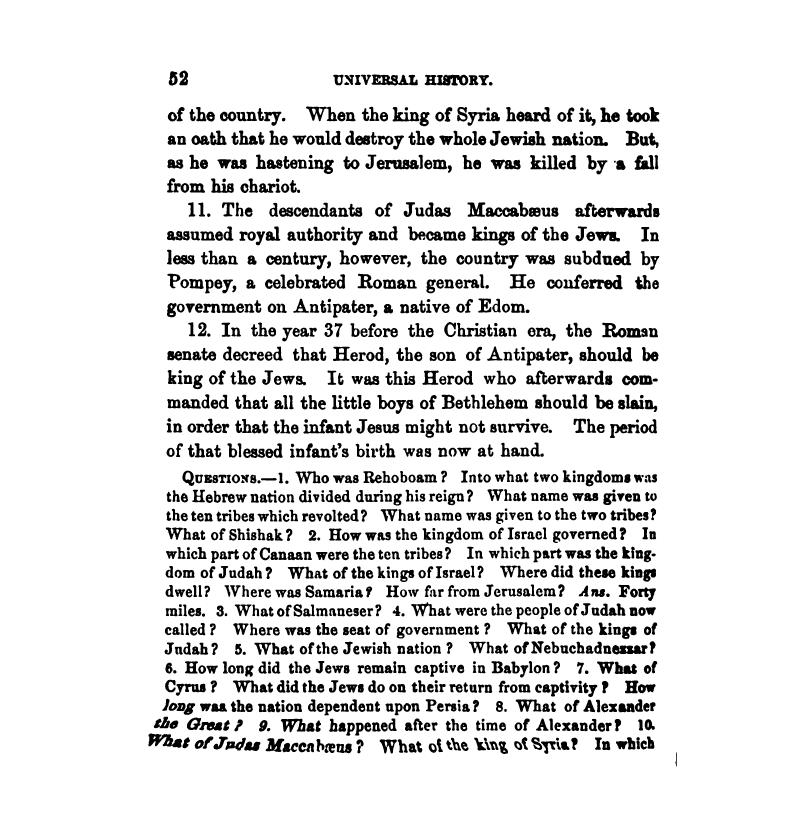 52 UNIVERSAL HISTORY.
of the country. When the king of Syria heard of it, he took
an oath that he would destroy the whole Jewish nation. But,
as he was hastening to Jerusalem, he was killed by a fall
from his chariot.
11. The descendants of Judas Maccabæus afterwards
assumed royal authority and became kings of the Jews. In
less than a century, however, the country was subdued by
Pompey, a celebrated Roman general. He conferred the
government on Antipater, a native of Edom.
12. In the year 37 before the Christian era, the Roman
senate decreed that Herod, the son of Antipater, should be
king of the Jews. It was this Herod who afterwards com-
manded that all the little boys of Bethlehem should be slain,
in order that the infant Jesus might not survive. The period
of that blessed infant's birth was now at hand.
QUESTIONS.—1. Who was Rehoboam? Into what two kingdoms was
the Hebrew nation divided during his reign? What name was given to
the ten tribes which revolted? What name was given to the two tribes?
What of Shishak? 2. How was the kingdom of Israel governed? In
which part of Canaan were the ten tribes? In which part was the king-
dom of Judah? What of the kings of Israel? Where did these kings
dwell? Where was Samaria? How far from Jerusalem? Ans. Forty
miles. 3. What of Salmaneser? 4. What were the people of Judah now
called? Where was the seat of government? What of the kings of
Judah? 5. What of the Jewish nation? What of Nebuchadnezzar?
6. How long did the Jews remain captive in Babylon? 7. What of
Cyrus? What did the Jews do on their return from captivity? How
long was the nation dependent upon Persia? 8. What of Alexander
the Great? 9. What happened after the time of Alexander? 10.
What of Judas Maccabæus? What of the king of Syria? In which